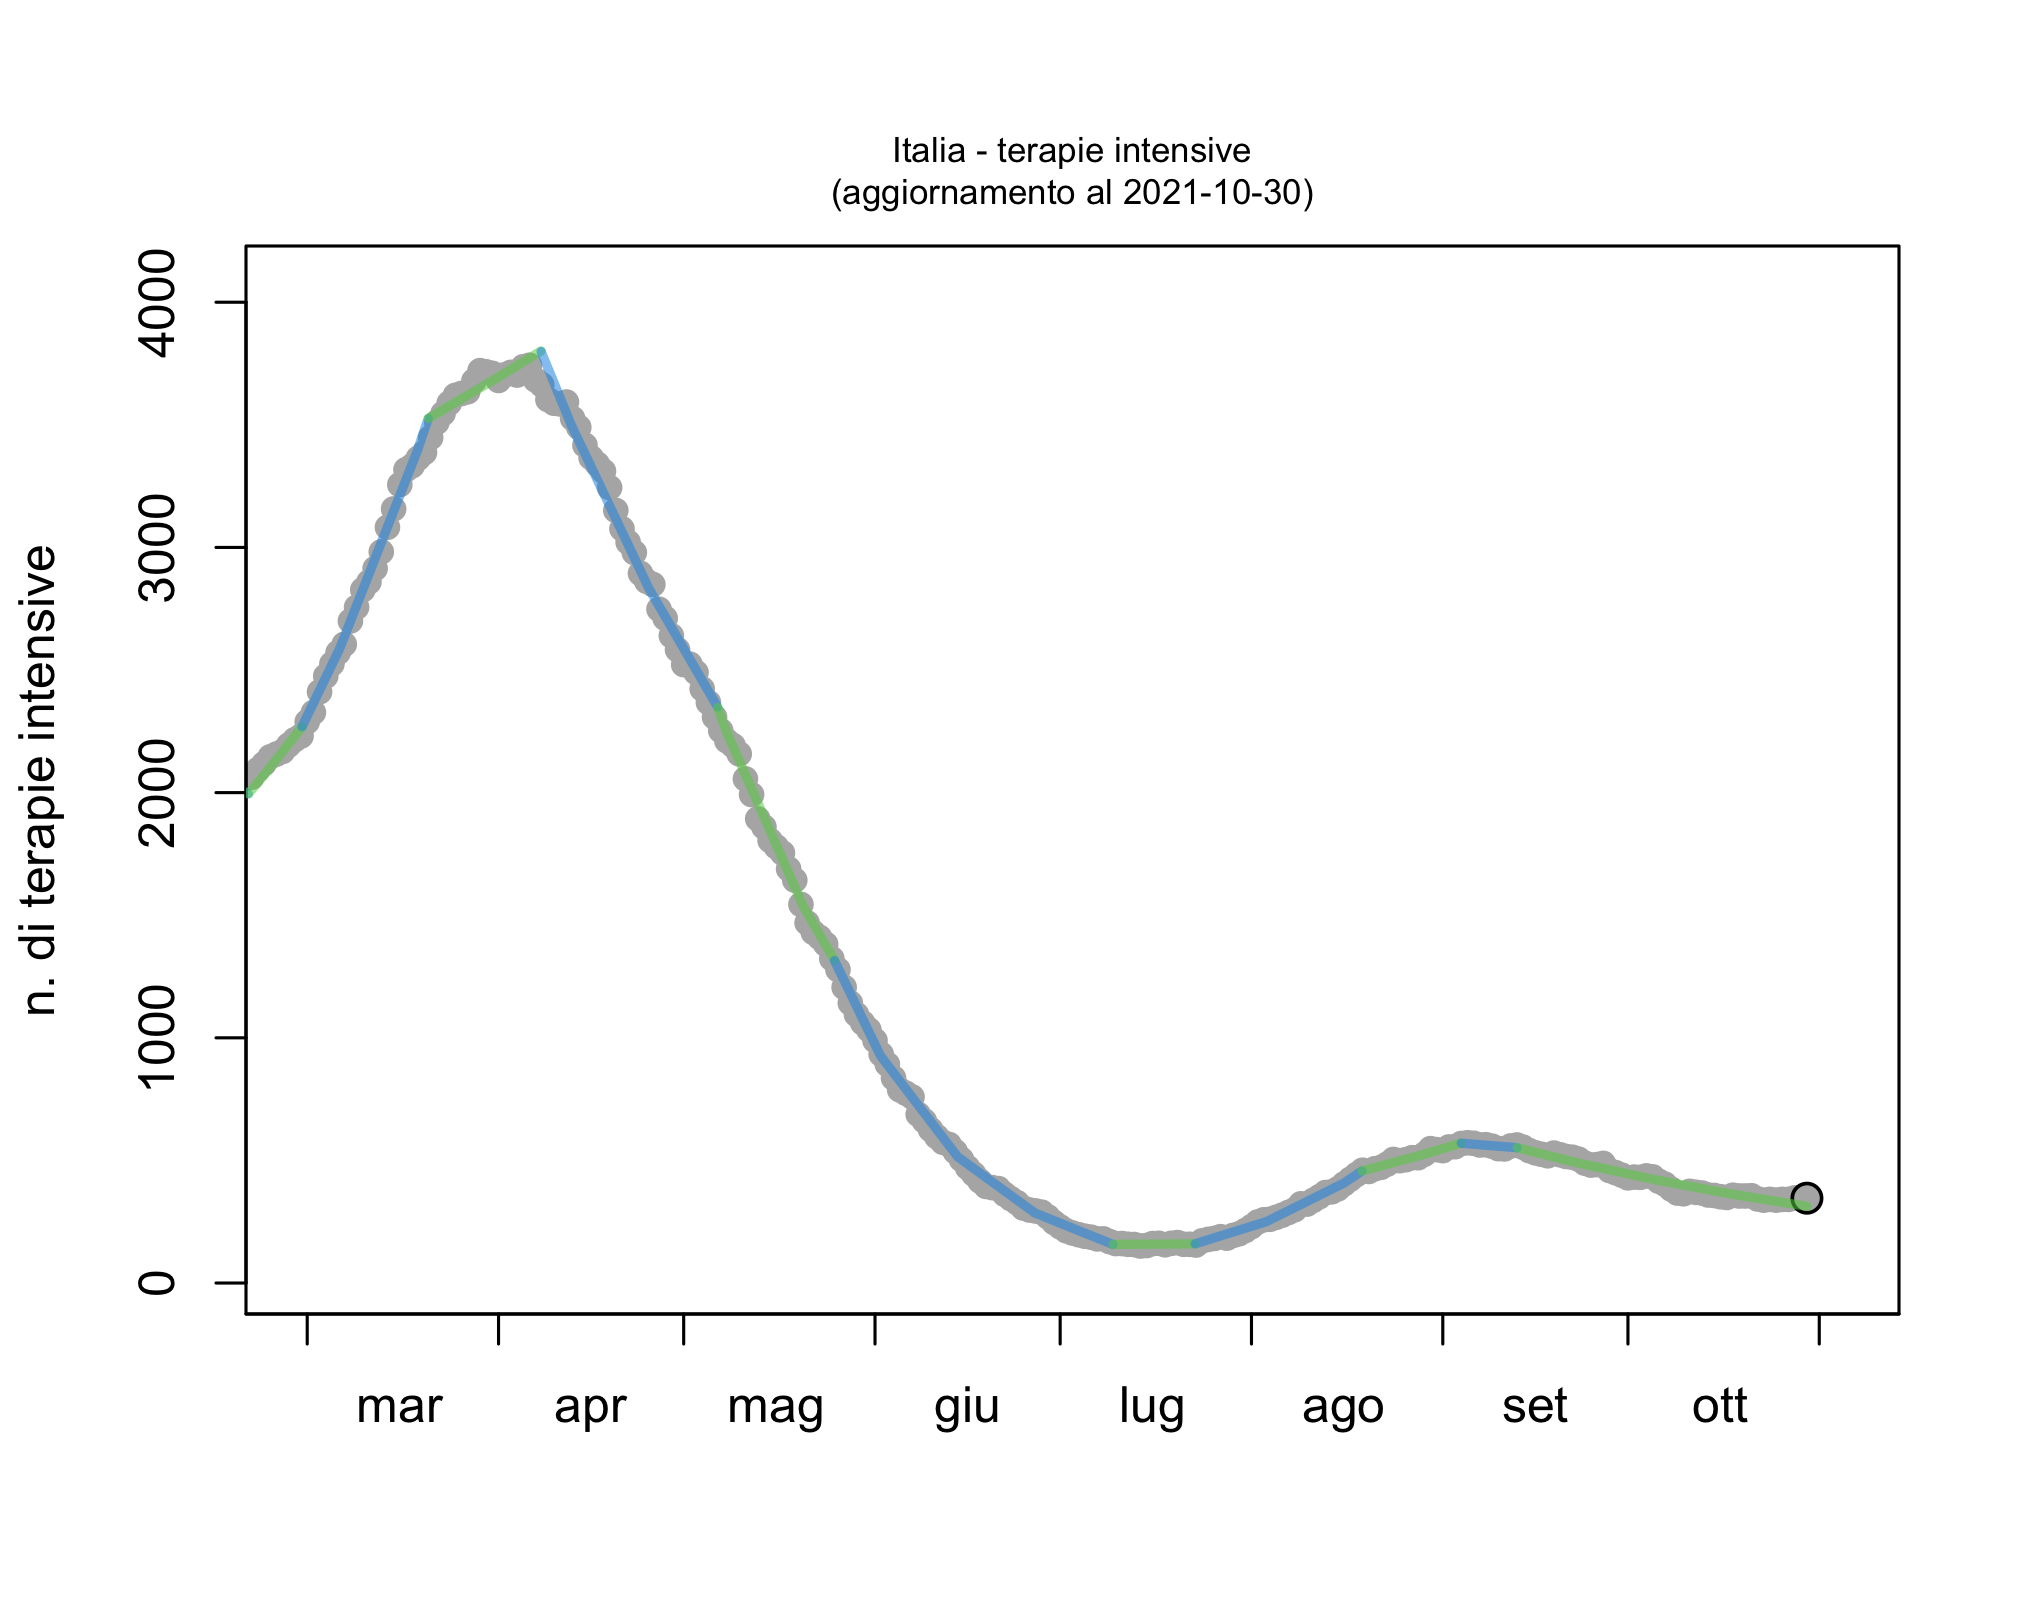 Italia - terapie intensive
(aggiornamento al 2021-10-30)
n. di terapie intensive
4000
3000
2000
1000
0
mar apr mag giu lug ago set ott